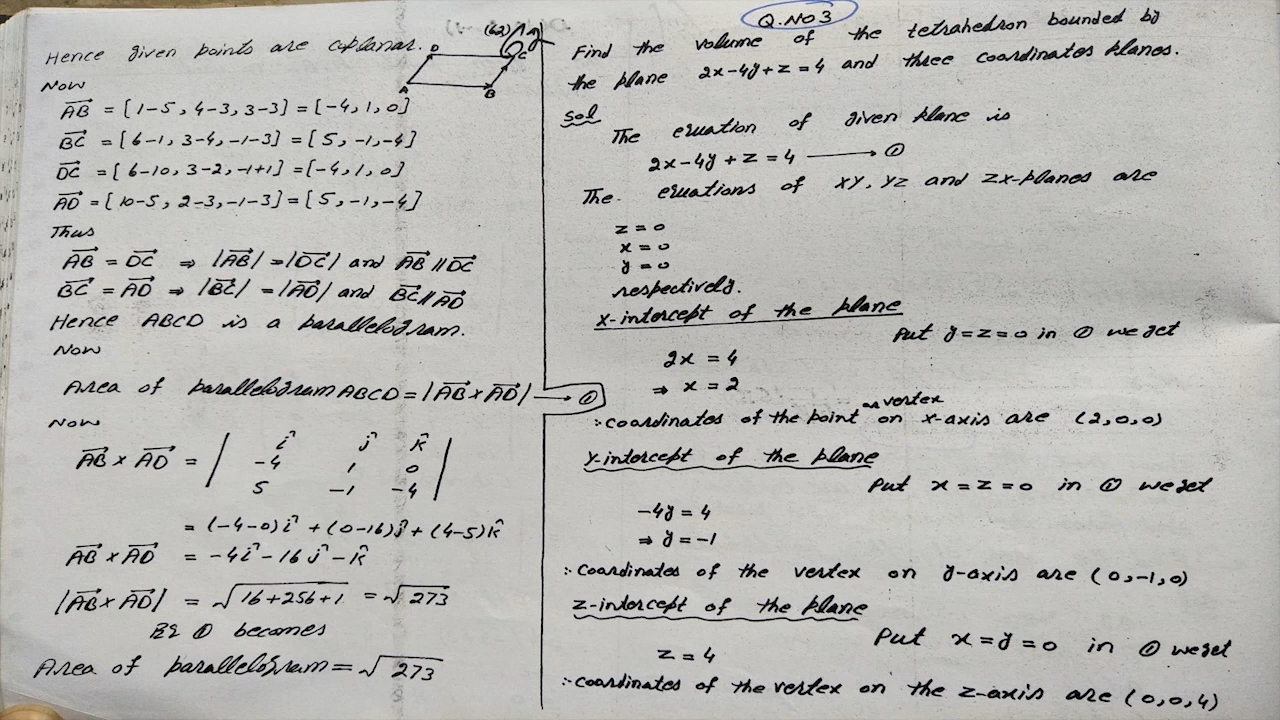 (62)
Hence given points are coplanar.
D C
A B
Now
AB = [1-5, 4-3, 3-3] = [-4, 1, 0]
BC = [6-1, 3-4, -1-3] = [5, -1, -4]
DC = [6-10, 3-2, -1+1] = [-4, 1, 0]
AD = [10-5, 2-3, -1-3] = [5, -1, -4]
Thus
AB = DC ⇒ |AB| = |DC| and AB ∥ DC
BC = AD ⇒ |BC| = |AD| and BC ∥ AD
Hence ABCD is a parallelogram.
Now
Area of parallelogram ABCD = |AB × AD| → ①
Now
AB × AD = | î ĵ k̂ |
-4 1 0
5 -1 -4
= (-4-0)î + (0-16)ĵ + (4-5)k̂
AB × AD = -4î - 16ĵ - k̂
|AB × AD| = √16+256+1 = √273
Eq ① becomes
Area of parallelogram = √273
Q.NO 3
Find the volume of the tetrahedron bounded by
the plane 2x-4y+z=4 and three coordinates planes.
Sol
The equation of given plane is
2x-4y+z=4 → ①
The equations of xy, yz and zx-planes are
z=0
x=0
y=0
respectively.
x-intercept of the plane
Put y=z=0 in ① we get
2x = 4
⇒ x = 2
or vertex
∴ coordinates of the point on x-axis are (2,0,0)
y-intercept of the plane
Put x=z=0 in ① we get
-4y = 4
⇒ y = -1
∴ coordinates of the vertex on y-axis are (0,-1,0)
z-intercept of the plane
Put x=y=0 in ① we get
z=4
∴ coordinates of the vertex on the z-axis are (0,0,4)